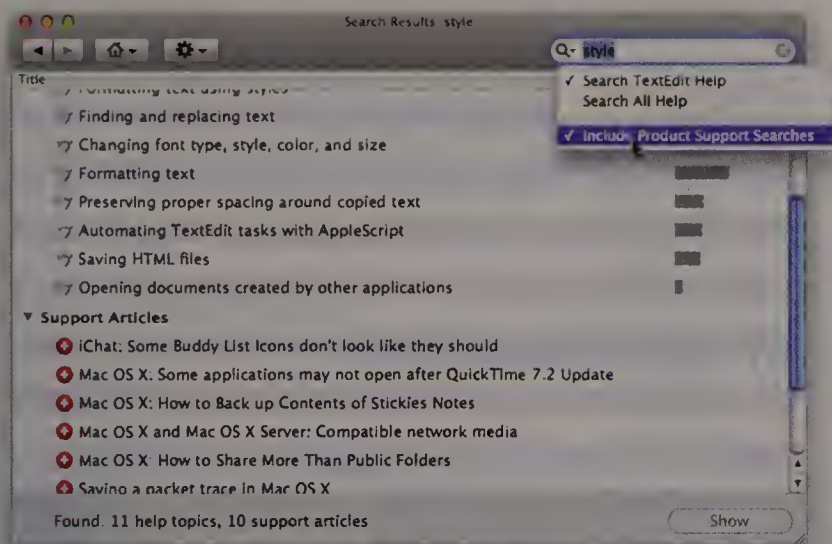 Search Results style
style
Title
✓ Search TextEdit Help
Search All Help
✓ Include Product Support Searches
Formatting text using styles
Finding and replacing text
Changing font type, style, color, and size
Formatting text
Preserving proper spacing around copied text
Automating TextEdit tasks with AppleScript
Saving HTML files
Opening documents created by other applications
▼ Support Articles
iChat: Some Buddy List Icons don't look like they should
Mac OS X: Some applications may not open after QuickTime 7.2 Update
Mac OS X: How to Back up Contents of Stickies Notes
Mac OS X and Mac OS X Server: Compatible network media
Mac OS X: How to Share More Than Public Folders
Saving a packet trace in Mac OS X
Found. 11 help topics, 10 support articles
Show